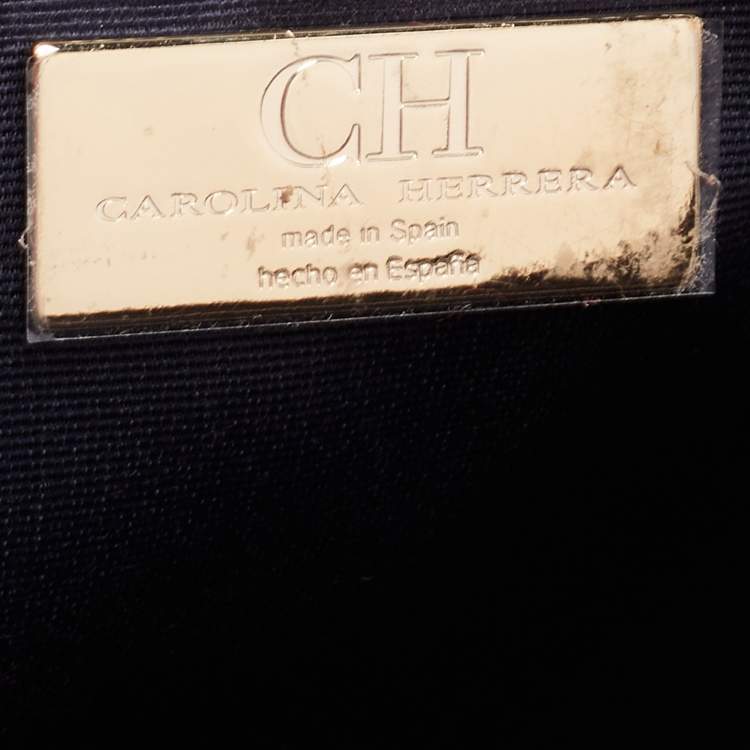 CH
CAROLINA HERRERA
made in Spain
hecho en España